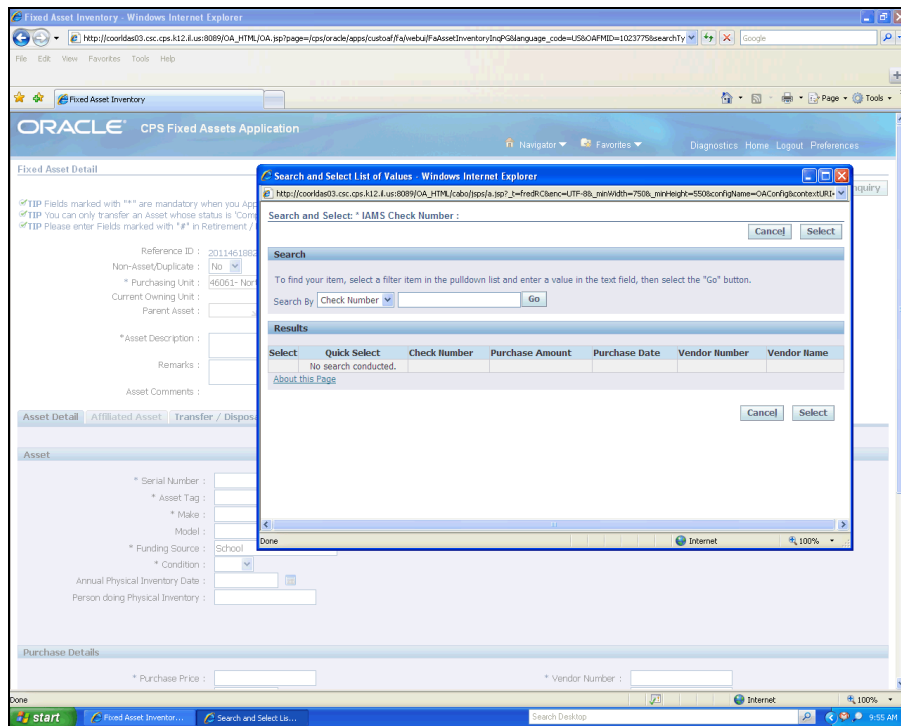 Fixed Asset Inventory - Windows Internet Explorer
http://coorldas03.csc.cps.k12.il.us:8089/OA_HTML/OA.jsp?page=/cps/oracle/apps/custoaf/fa/webui/FaAssetInventoryInqPG&language_code=US&OAFMID=1023775&searchTy
Google
File Edit View Favorites Tools Help
Fixed Asset Inventory
Page Tools
ORACLE CPS Fixed Assets Application
Navigator Favorites Diagnostics Home Logout Preferences
Fixed Asset Detail
nquiry
TIP Fields marked with "*" are mandatory when you App
TIP You can only transfer an Asset whose status is 'Comp
TIP Please enter Fields marked with "#" in Retirement /
Reference ID : 2011461882
Non-Asset/Duplicate : No
* Purchasing Unit : 46061- Nort
Current Owning Unit :
Parent Asset :
*Asset Description :
Remarks :
Asset Comments :
Asset Detail Affiliated Asset Transfer / Disposa
Asset
* Serial Number :
* Asset Tag :
* Make :
Model :
* Funding Source : School
* Condition :
Annual Physical Inventory Date :
Person doing Physical Inventory :
Purchase Details
* Purchase Price :
* Vendor Number :
Search and Select List of Values - Windows Internet Explorer
http://coorldas03.csc.cps.k12.il.us:8089/OA_HTML/cabo/jsps/a.jsp?_t=fredRC&enc=UTF-8&_minWidth=750&_minHeight=550&configName=OAConfig&contextURI=
Search and Select: * IAMS Check Number :
Cancel Select
Search
To find your item, select a filter item in the pulldown list and enter a value in the text field, then select the "Go" button.
Search By Check Number Go
Results
Select Quick Select Check Number Purchase Amount Purchase Date Vendor Number Vendor Name
No search conducted.
About this Page
Cancel Select
Done Internet 100%
Done Internet 100%
start Fixed Asset Inventor... Search and Select Lis... Search Desktop 9:55 AM